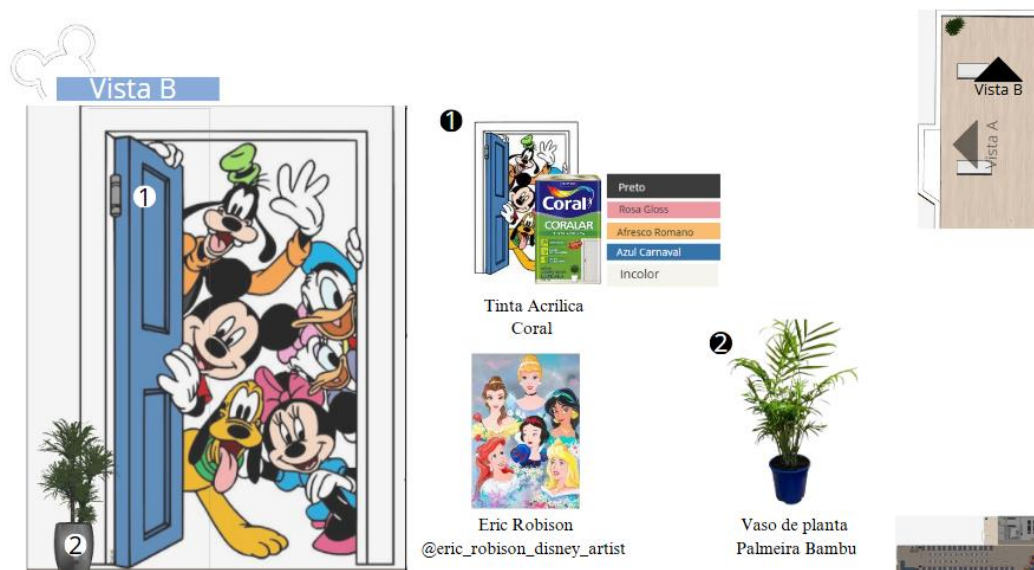 Vista B
1
2
1
Coral
CORALAR
Preto
Rosa Gloss
Afresco Romano
Azul Carnaval
Incolor
Tinta Acrilica
Coral
Eric Robison
@eric_robison_disney_artist
2
Vaso de planta
Palmeira Bambu
Vista B
Vista A